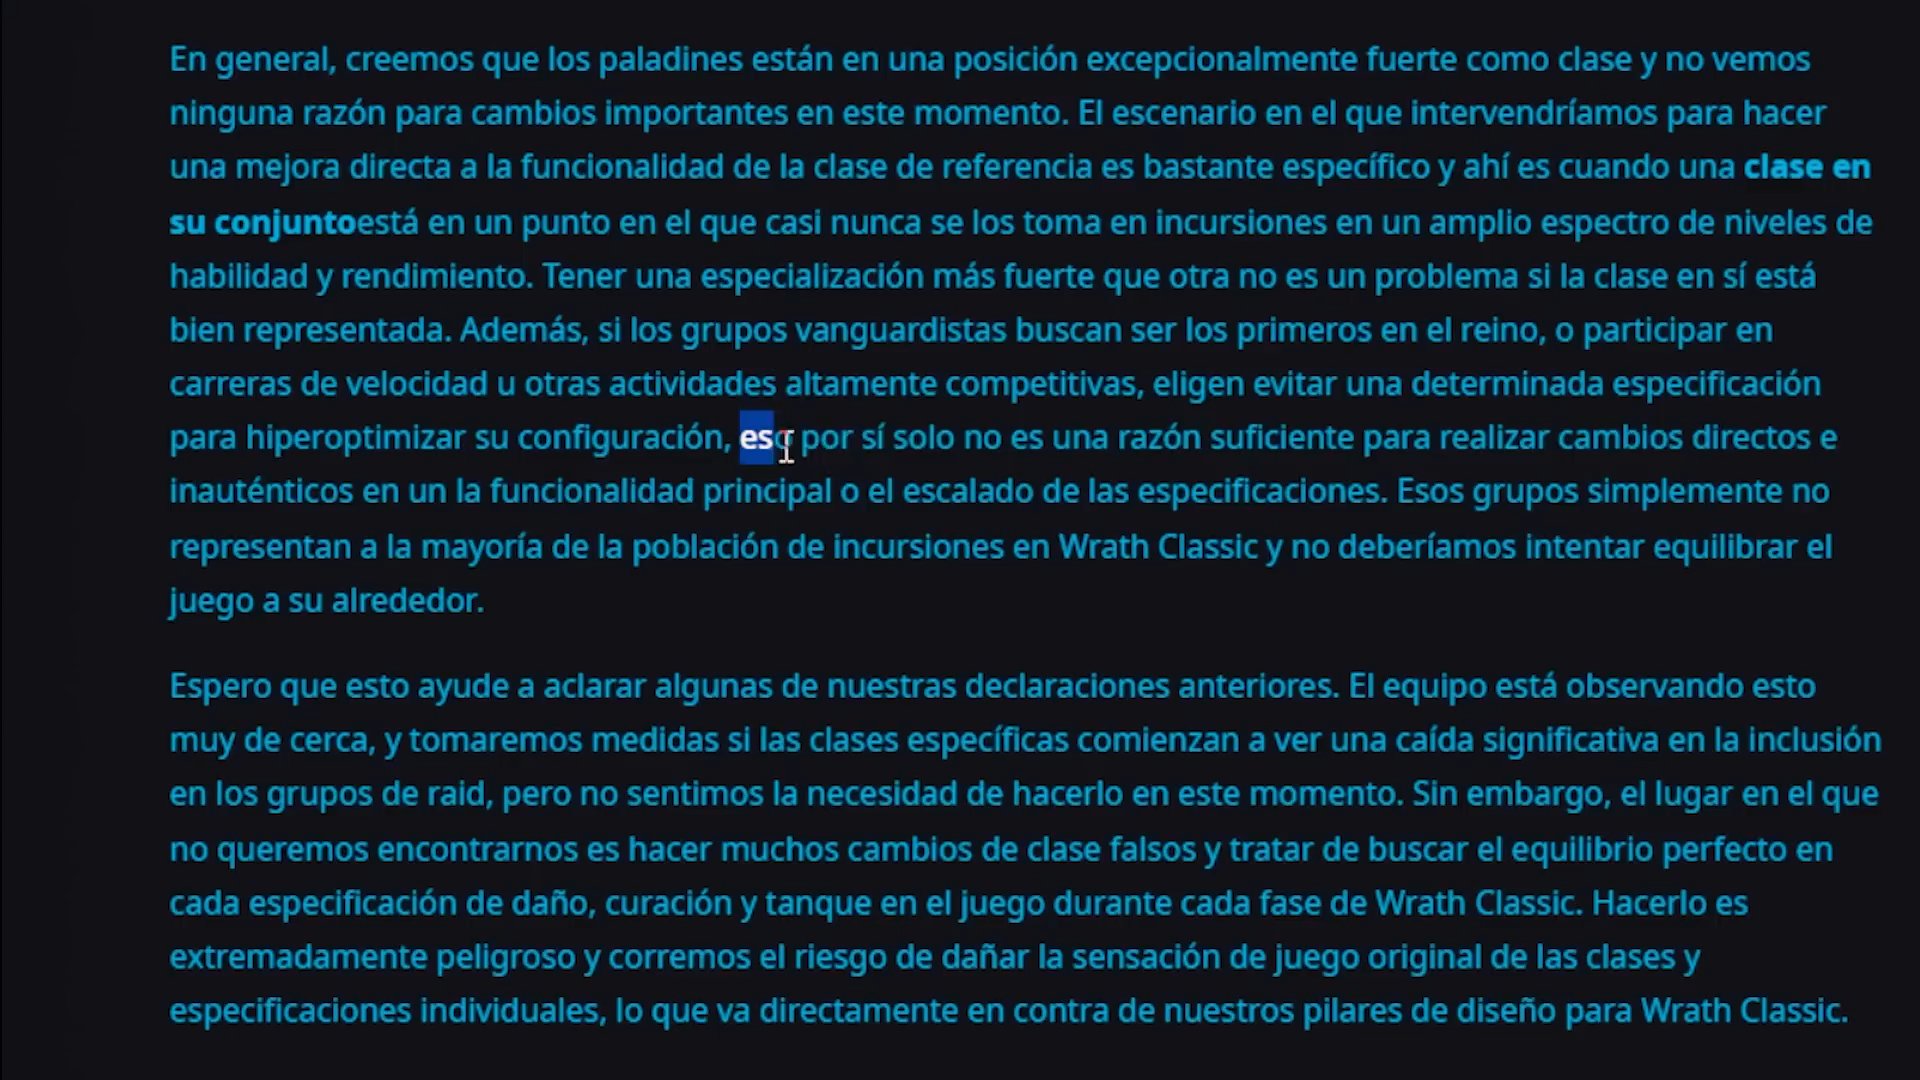 En general, creemos que los paladines están en una posición excepcionalmente fuerte como clase y no vemos
ninguna razón para cambios importantes en este momento. El escenario en el que intervendríamos para hacer
una mejora directa a la funcionalidad de la clase de referencia es bastante específico y ahí es cuando una clase en
su conjuntoestá en un punto en el que casi nunca se los toma en incursiones en un amplio espectro de niveles de
habilidad y rendimiento. Tener una especialización más fuerte que otra no es un problema si la clase en sí está
bien representada. Además, si los grupos vanguardistas buscan ser los primeros en el reino, o participar en
carreras de velocidad u otras actividades altamente competitivas, eligen evitar una determinada especificación
para hiperoptimizar su configuración, eso por sí solo no es una razón suficiente para realizar cambios directos e
inauténticos en un la funcionalidad principal o el escalado de las especificaciones. Esos grupos simplemente no
representan a la mayoría de la población de incursiones en Wrath Classic y no deberíamos intentar equilibrar el
juego a su alrededor.
Espero que esto ayude a aclarar algunas de nuestras declaraciones anteriores. El equipo está observando esto
muy de cerca, y tomaremos medidas si las clases específicas comienzan a ver una caída significativa en la inclusión
en los grupos de raid, pero no sentimos la necesidad de hacerlo en este momento. Sin embargo, el lugar en el que
no queremos encontrarnos es hacer muchos cambios de clase falsos y tratar de buscar el equilibrio perfecto en
cada especificación de daño, curación y tanque en el juego durante cada fase de Wrath Classic. Hacerlo es
extremadamente peligroso y corremos el riesgo de dañar la sensación de juego original de las clases y
especificaciones individuales, lo que va directamente en contra de nuestros pilares de diseño para Wrath Classic.